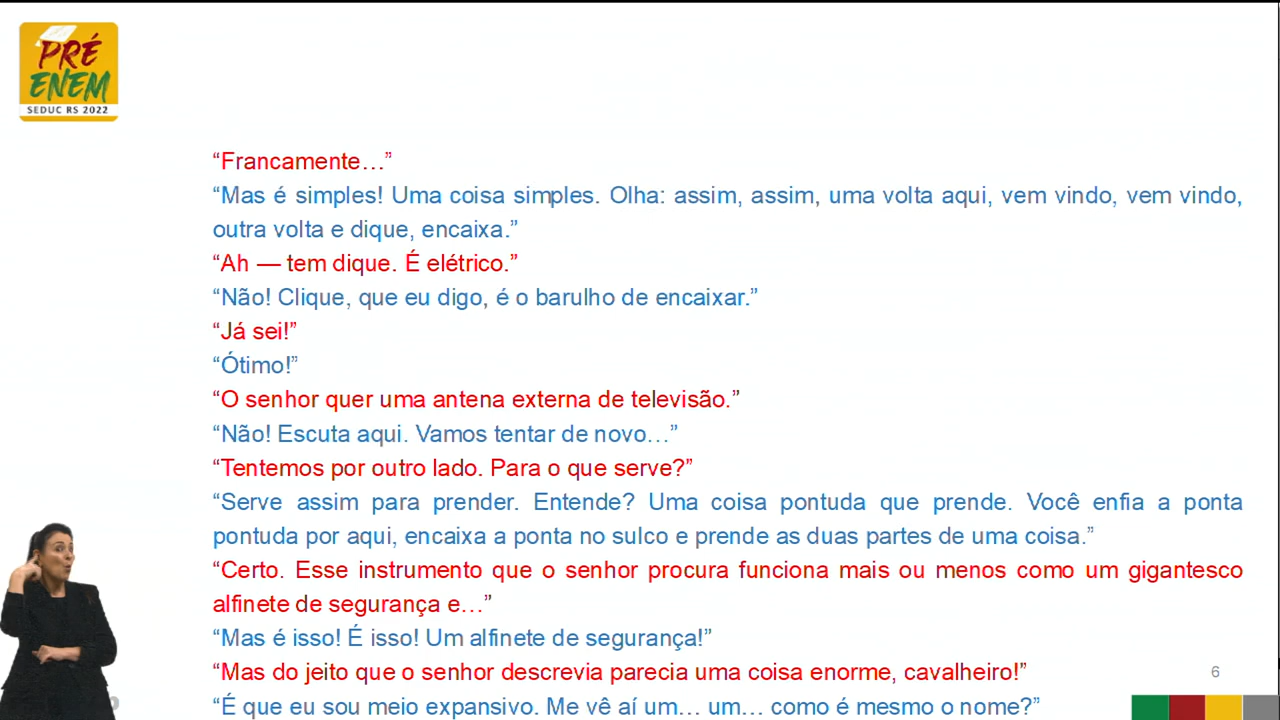 PRÉ
ENEM
SEDUC RS 2022
“Francamente…”
“Mas é simples! Uma coisa simples. Olha: assim, assim, uma volta aqui, vem vindo, vem vindo,
outra volta e dique, encaixa.”
“Ah — tem dique. É elétrico.”
“Não! Clique, que eu digo, é o barulho de encaixar.”
“Já sei!”
“Ótimo!”
“O senhor quer uma antena externa de televisão.”
“Não! Escuta aqui. Vamos tentar de novo…”
“Tentemos por outro lado. Para o que serve?”
“Serve assim para prender. Entende? Uma coisa pontuda que prende. Você enfia a ponta
pontuda por aqui, encaixa a ponta no sulco e prende as duas partes de uma coisa.”
“Certo. Esse instrumento que o senhor procura funciona mais ou menos como um gigantesco
alfinete de segurança e…”
“Mas é isso! É isso! Um alfinete de segurança!”
“Mas do jeito que o senhor descrevia parecia uma coisa enorme, cavalheiro!”
“É que eu sou meio expansivo. Me vê aí um… um… como é mesmo o nome?”
6